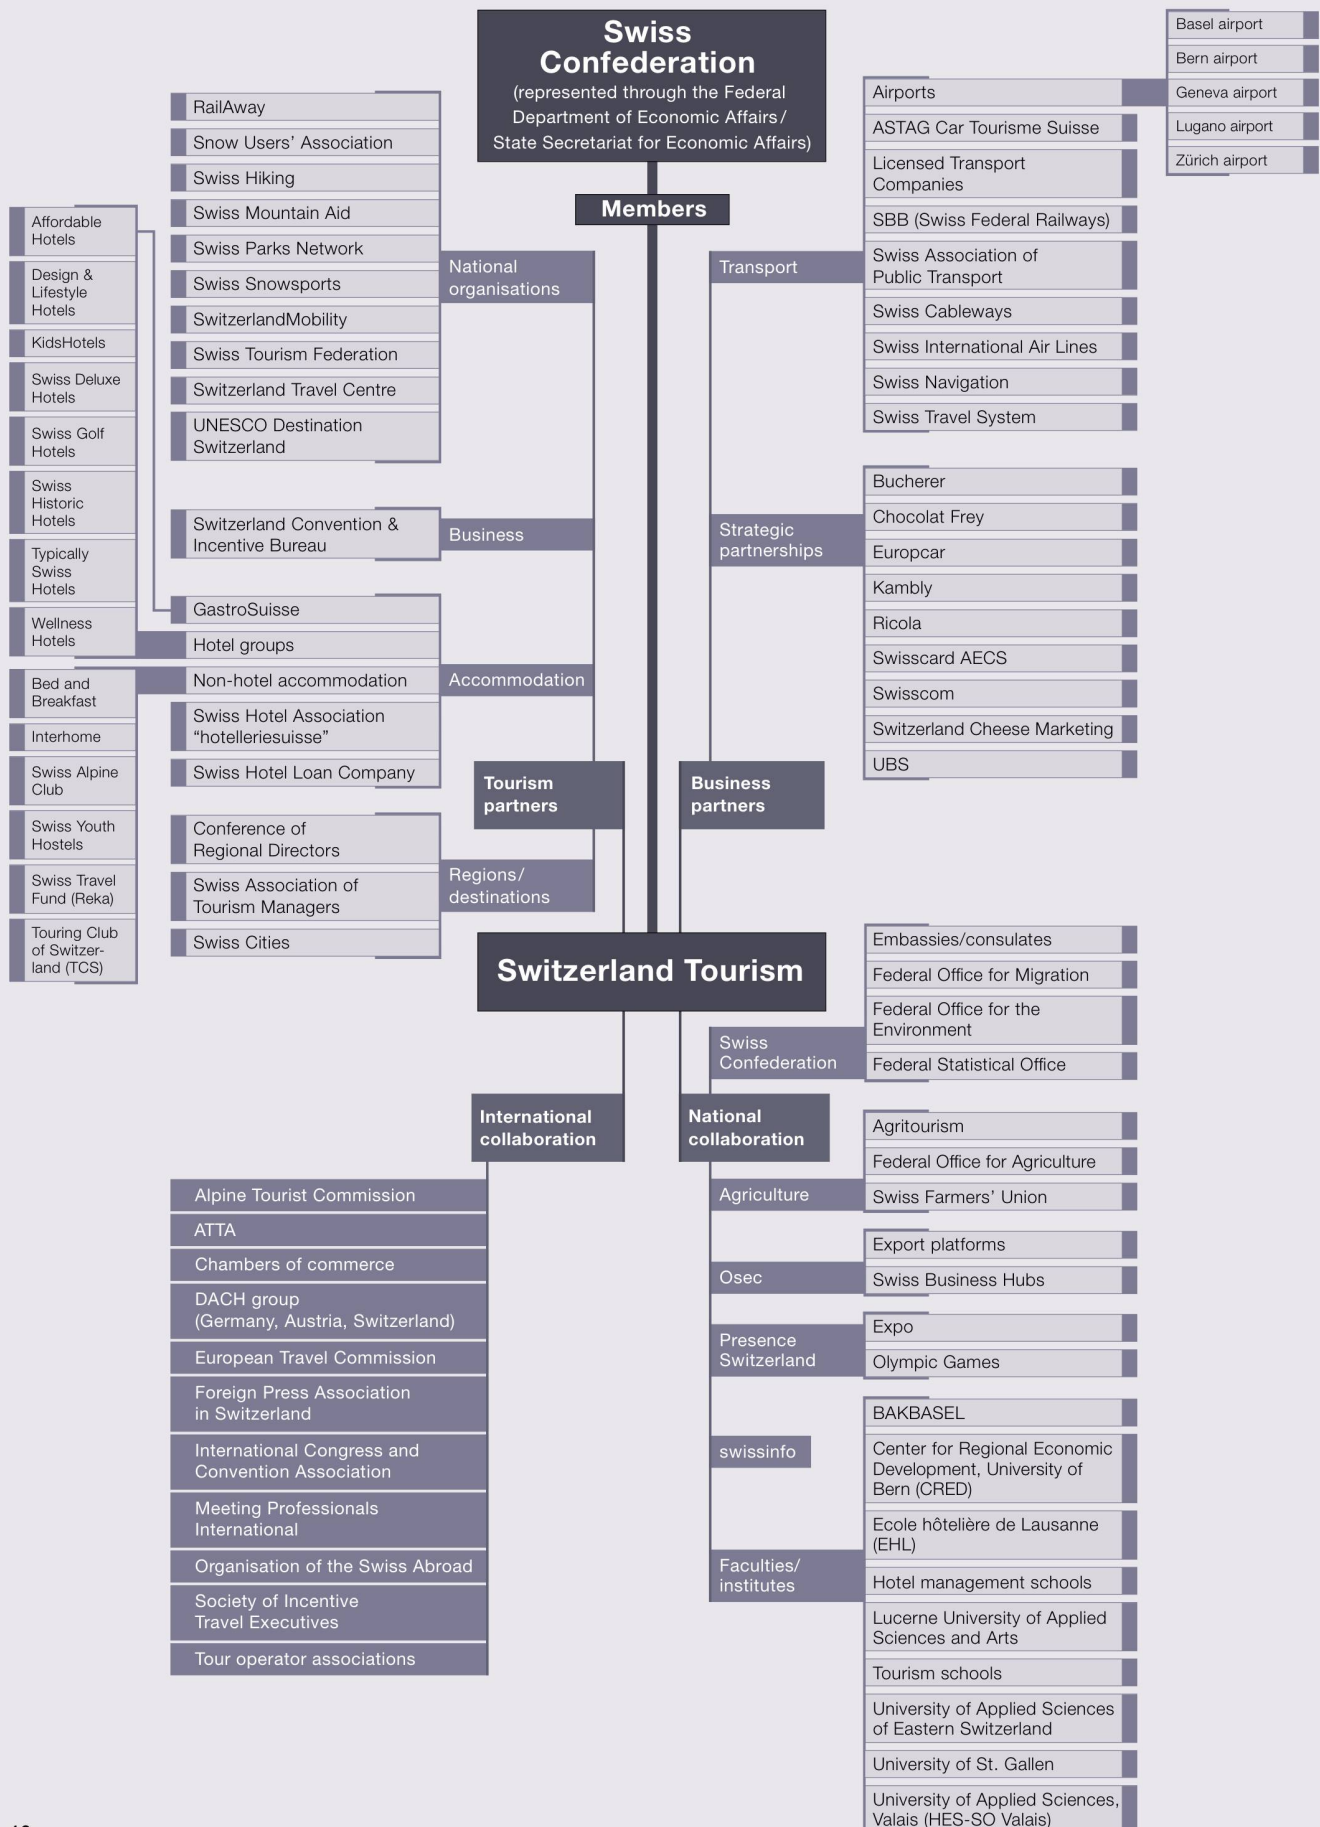 Swiss
Confederation
(represented through the Federal
Department of Economic Affairs/
State Secretariat for Economic Affairs)
Members
RailAway
Snow Users’ Association
Swiss Hiking
Swiss Mountain Aid
Swiss Parks Network
Swiss Snowsports
SwitzerlandMobility
Swiss Tourism Federation
Switzerland Travel Centre
UNESCO Destination
Switzerland
National
organisations
Switzerland Convention &
Incentive Bureau
Business
GastroSuisse
Hotel groups
Non-hotel accommodation
Swiss Hotel Association
“hotelleriesuisse”
Swiss Hotel Loan Company
Accommodation
Affordable
Hotels
Design &
Lifestyle
Hotels
KidsHotels
Swiss Deluxe
Hotels
Swiss Golf
Hotels
Swiss
Historic
Hotels
Typically
Swiss
Hotels
Wellness
Hotels
Bed and
Breakfast
Interhome
Swiss Alpine
Club
Swiss Youth
Hostels
Swiss Travel
Fund (Reka)
Touring Club
of Switzer-
land (TCS)
Tourism
partners
Conference of
Regional Directors
Swiss Association of
Tourism Managers
Swiss Cities
Regions/
destinations
Transport
Airports
ASTAG Car Tourisme Suisse
Licensed Transport
Companies
SBB (Swiss Federal Railways)
Swiss Association of
Public Transport
Swiss Cableways
Swiss International Air Lines
Swiss Navigation
Swiss Travel System
Basel airport
Bern airport
Geneva airport
Lugano airport
Zürich airport
Strategic
partnerships
Bucherer
Chocolat Frey
Europcar
Kambly
Ricola
Swisscard AECS
Swisscom
Switzerland Cheese Marketing
UBS
Business
partners
Switzerland Tourism
International
collaboration
Alpine Tourist Commission
ATTA
Chambers of commerce
DACH group
(Germany, Austria, Switzerland)
European Travel Commission
Foreign Press Association
in Switzerland
International Congress and
Convention Association
Meeting Professionals
International
Organisation of the Swiss Abroad
Society of Incentive
Travel Executives
Tour operator associations
National
collaboration
Swiss
Confederation
Embassies/consulates
Federal Office for Migration
Federal Office for the
Environment
Federal Statistical Office
Agriculture
Agritourism
Federal Office for Agriculture
Swiss Farmers’ Union
Osec
Export platforms
Swiss Business Hubs
Presence
Switzerland
Expo
Olympic Games
swissinfo
Faculties/
institutes
BAKBASEL
Center for Regional Economic
Development, University of
Bern (CRED)
Ecole hôtelière de Lausanne
(EHL)
Hotel management schools
Lucerne University of Applied
Sciences and Arts
Tourism schools
University of Applied Sciences
of Eastern Switzerland
University of St. Gallen
University of Applied Sciences,
Valais (HES-SO Valais)